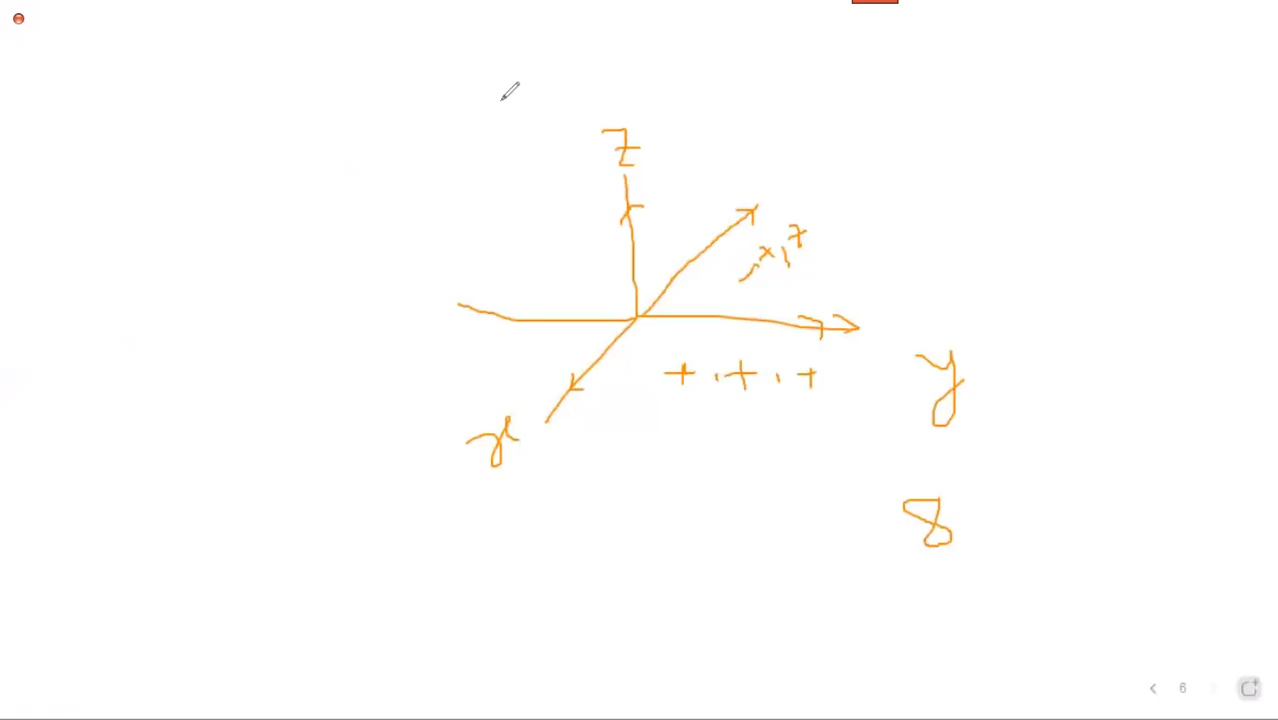 z
+ , + , +
y
x
8
6